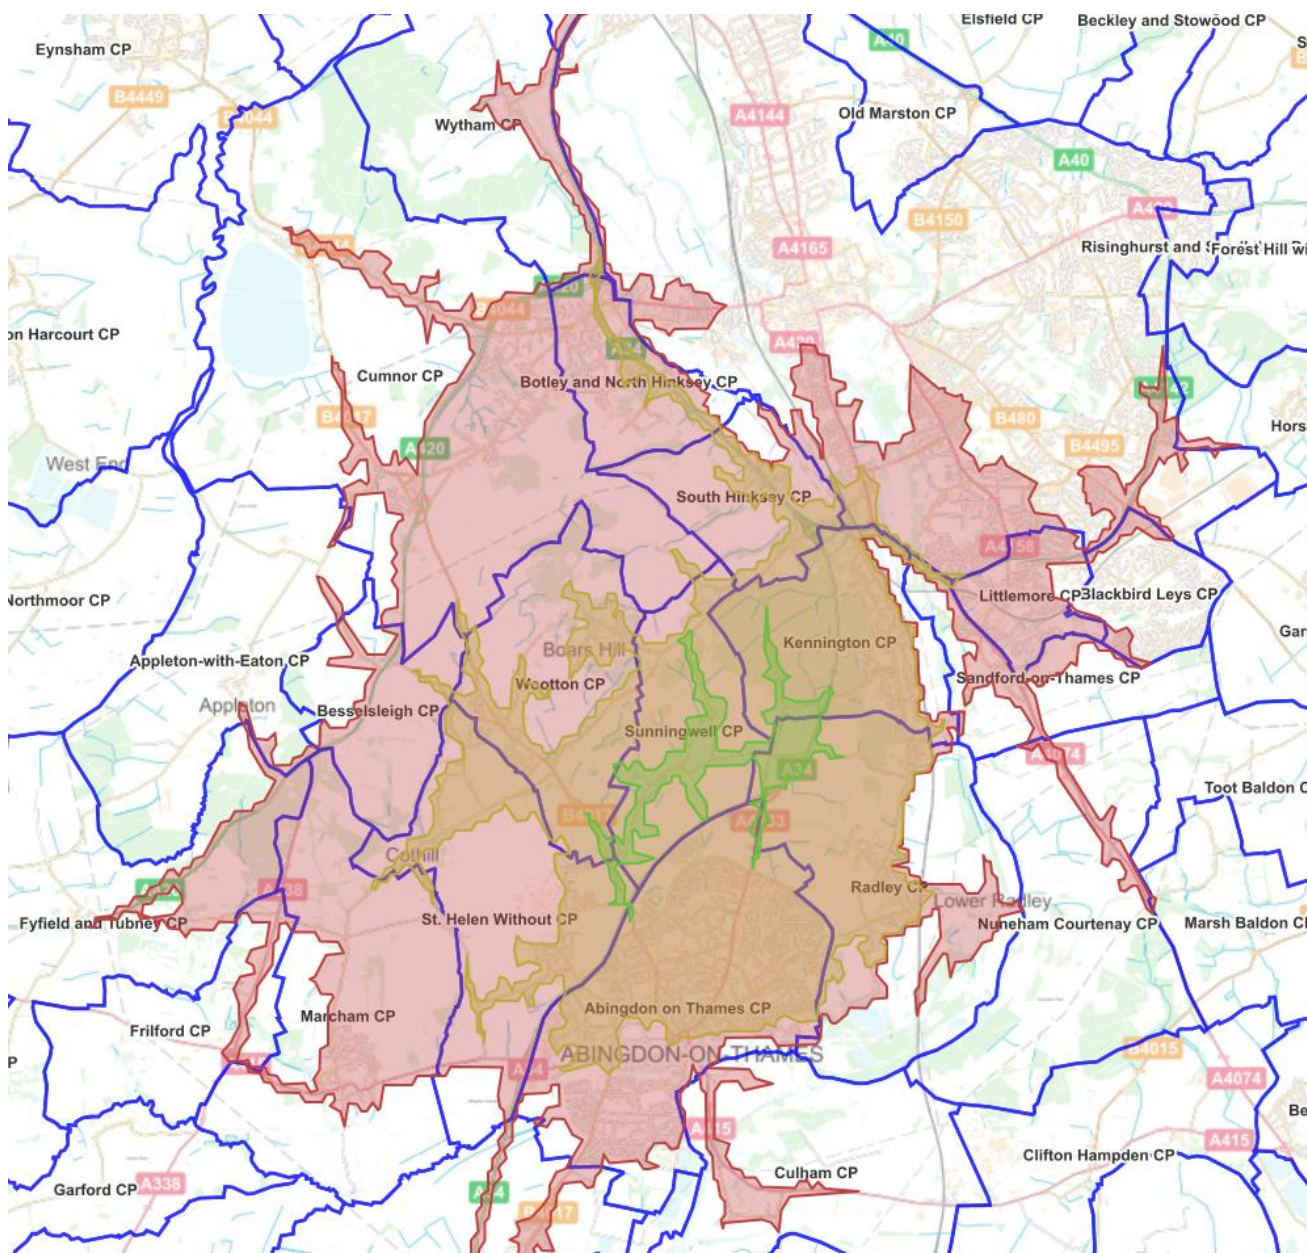 Elsfield CP
Beckley and Stowood CP
Eynsham CP
A40
B4449
B4044
A4144
Old Marston CP
Wytham CP
A40
B4150
A4165
Risinghurst and S
Forest Hill wi
on Harcourt CP
B4044
A420
A34
Cumnor CP
Botley and North Hinksey CP
B4017
B480
Hors
A420
B4495
West End
South Hinksey CP
A4158
Northmoor CP
Littlemore CP
Blackbird Leys CP
Gar
Kennington CP
Boars Hill
Appleton-with-Eaton CP
Wootton CP
Sandford-on-Thames CP
Appleton
Besselsleigh CP
Sunningwell CP
A4074
A34
Toot Baldon C
B4017
A4183
Cothill
A420
A338
Radley CP
Lower Radley
Fyfield and Tubney CP
St. Helen Without CP
Nuneham Courtenay CP
Marsh Baldon CP
Abingdon on Thames CP
Marcham CP
Frilford CP
B4015
ABINGDON-ON-THAMES
P
A415
A34
A4074
Be
A415
A415
Clifton Hampden CP
Culham CP
Garford CP
A338
A34
B4017